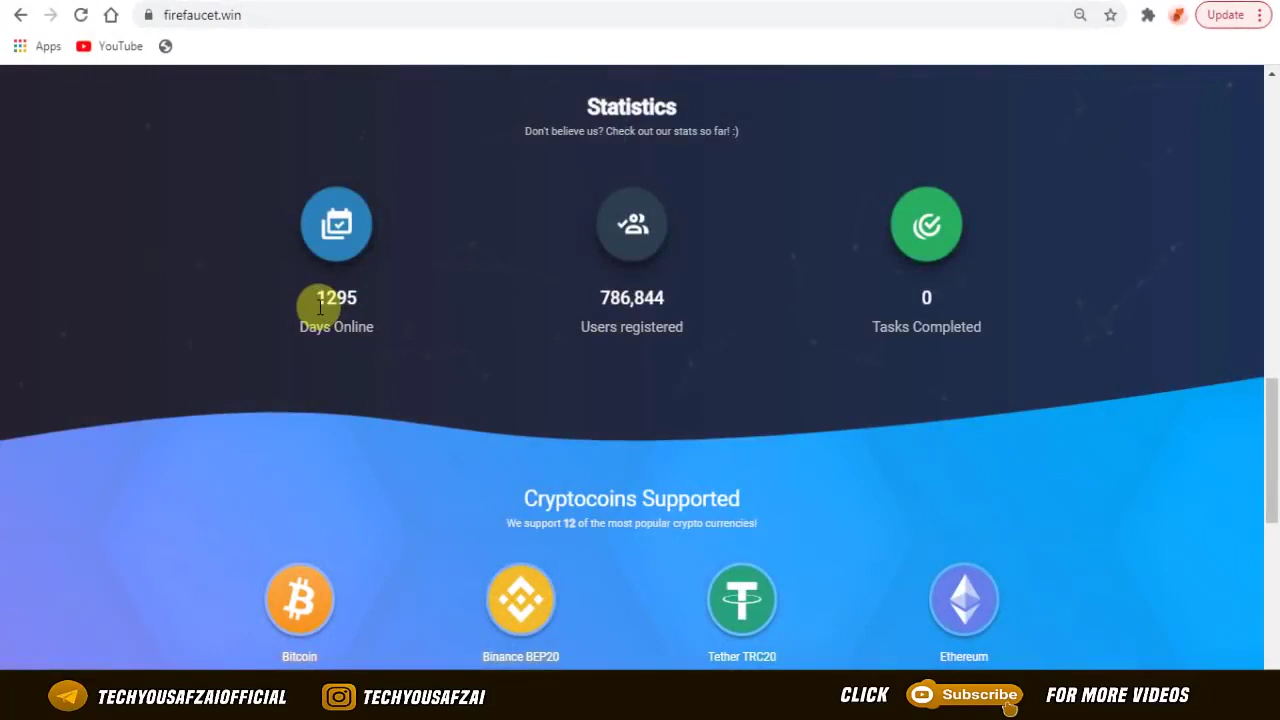 firefaucet.win
Update
Apps
YouTube
Statistics
Don't believe us? Check out our stats so far! :)
1295
786,844
0
Days Online
Users registered
Tasks Completed
Cryptocoins Supported
We support 12 of the most popular crypto currencies!
Bitcoin
Binance BEP20
Tether TRC20
Ethereum
TECHYOUSAFZAIOFFICIAL
TECHYOUSAFZAI
CLICK
Subscribe
FOR MORE VIDEOS